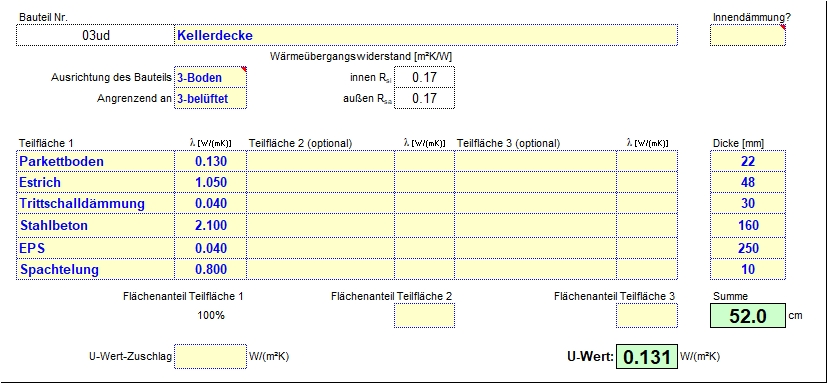 Bauteil Nr. Innendämmung?
03ud Kellerdecke
Wärmeübergangswiderstand [m²K/W]
Ausrichtung des Bauteils 3-Boden innen Rsi 0.17
Angrenzend an 3-belüftet außen Rsa 0.17
Teilfläche 1 λ [W/(mK)] Teilfläche 2 (optional) λ [W/(mK)] Teilfläche 3 (optional) λ [W/(mK)] Dicke [mm]
Parkettboden 0.130 22
Estrich 1.050 48
Trittschalldämmung 0.040 30
Stahlbeton 2.100 160
EPS 0.040 250
Spachtelung 0.800 10
Flächenanteil Teilfläche 1 Flächenanteil Teilfläche 2 Flächenanteil Teilfläche 3 Summe
100% 52.0 cm
U-Wert-Zuschlag W/(m²K) U-Wert: 0.131 W/(m²K)